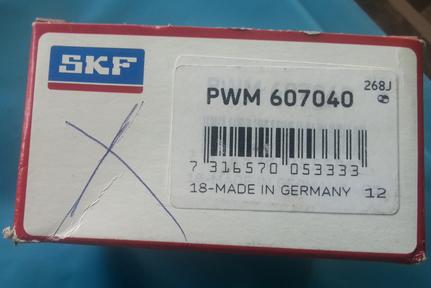 SKF
PWM 607040
268J
7 316570 053333
18-MADE IN GERMANY 12